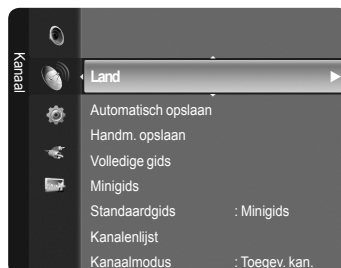 Kanaal
Land
Automatisch opslaan
Handm. opslaan
Volledige gids
Minigids
Standaardgids : Minigids
Kanalenlijst
Kanaalmodus : Toegev. kan.